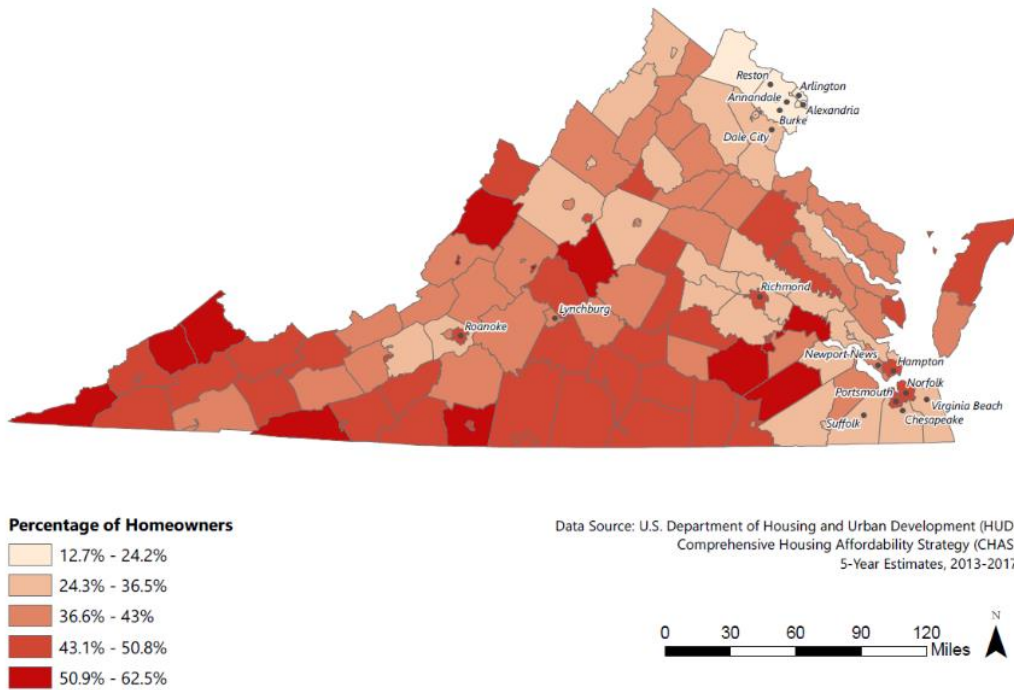 Reston
Arlington
Annandale
Alexandria
Burke
Dale City
Richmond
Lynchburg
Roanoke
Newport News
Hampton
Norfolk
Portsmouth
Virginia Beach
Suffolk
Chesapeake
Percentage of Homeowners
12.7% - 24.2%
24.3% - 36.5%
36.6% - 43%
43.1% - 50.8%
50.9% - 62.5%
Data Source: U.S. Department of Housing and Urban Development (HUD
Comprehensive Housing Affordability Strategy (CHAS
5-Year Estimates, 2013-2017
N
0 30 60 90 120
Miles